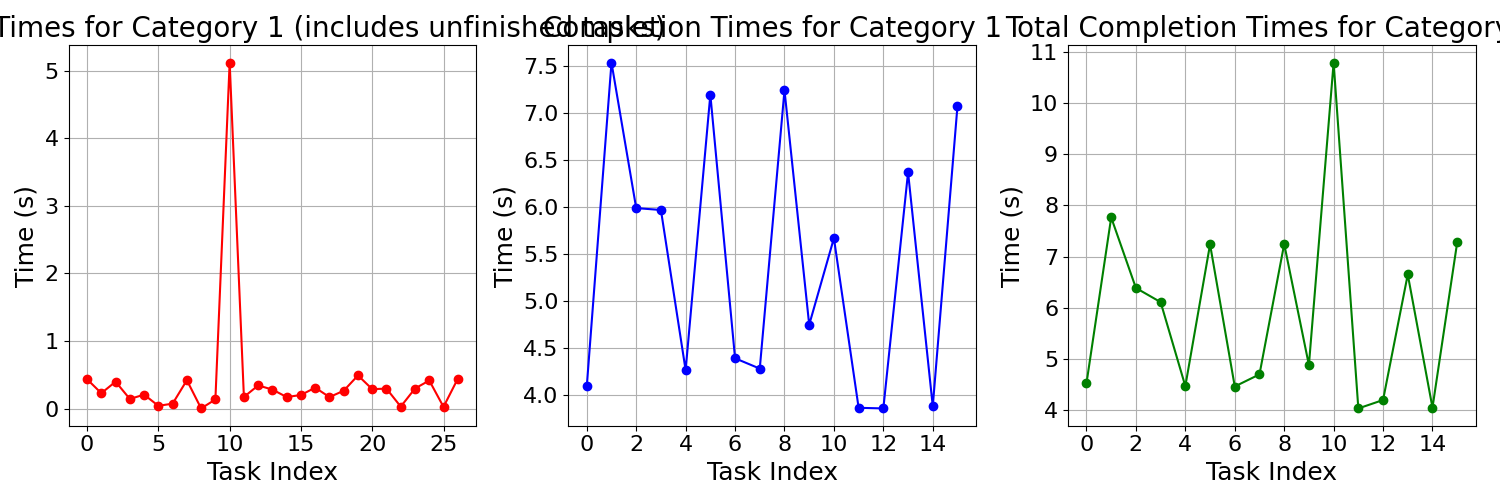 Times for Category 1 (includes unfinished tasks)
Completion Times for Category 1
Total Completion Times for Category
5
4
3
2
1
0
Time (s)
0 5 10 15 20 25
Task Index
7.5
7.0
6.5
6.0
5.5
5.0
4.5
4.0
Time (s)
0 2 4 6 8 10 12 14
Task Index
11
10
9
8
7
6
5
4
Time (s)
0 2 4 6 8 10 12 14
Task Index